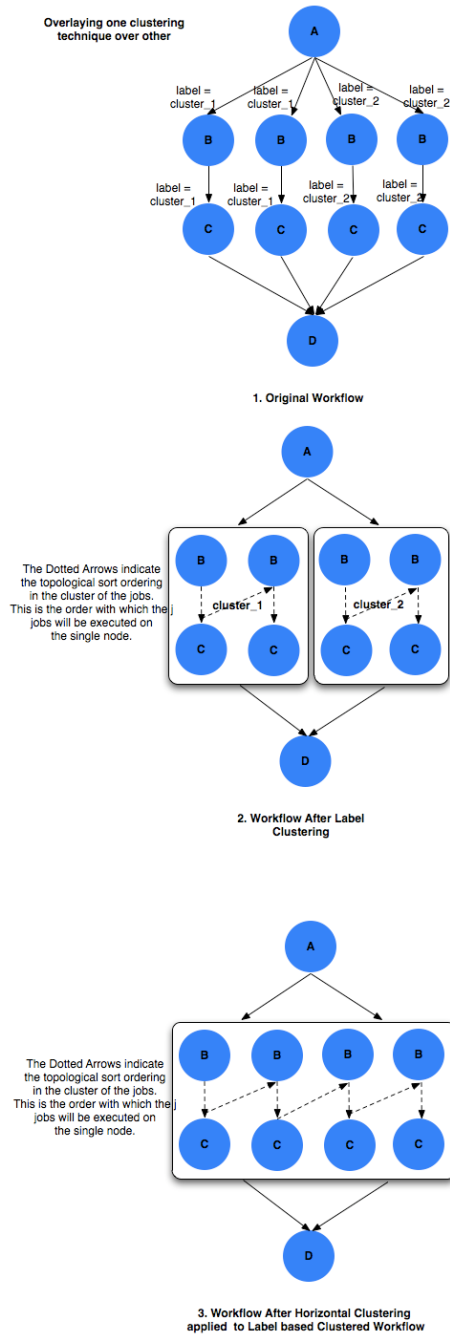 Overlaying one clustering
technique over other
A
label =
cluster_1
label =
cluster_1
label =
cluster_2
label =
cluster_2
B
B
B
B
label =
cluster_1
label =
cluster_1
label =
cluster_2
label =
cluster_2
C
C
C
C
D
1. Original Workflow
A
The Dotted Arrows indicate
the topological sort ordering
in the cluster of the jobs.
This is the order with which the j
jobs will be executed on
the single node.
B
B
B
B
cluster_1
cluster_2
C
C
C
C
D
2. Workflow After Label
Clustering
A
The Dotted Arrows indicate
the topological sort ordering
in the cluster of the jobs.
This is the order with which the j
jobs will be executed on
the single node.
B
B
B
B
C
C
C
C
D
3. Workflow After Horizontal Clustering
applied to Label based Clustered Workflow